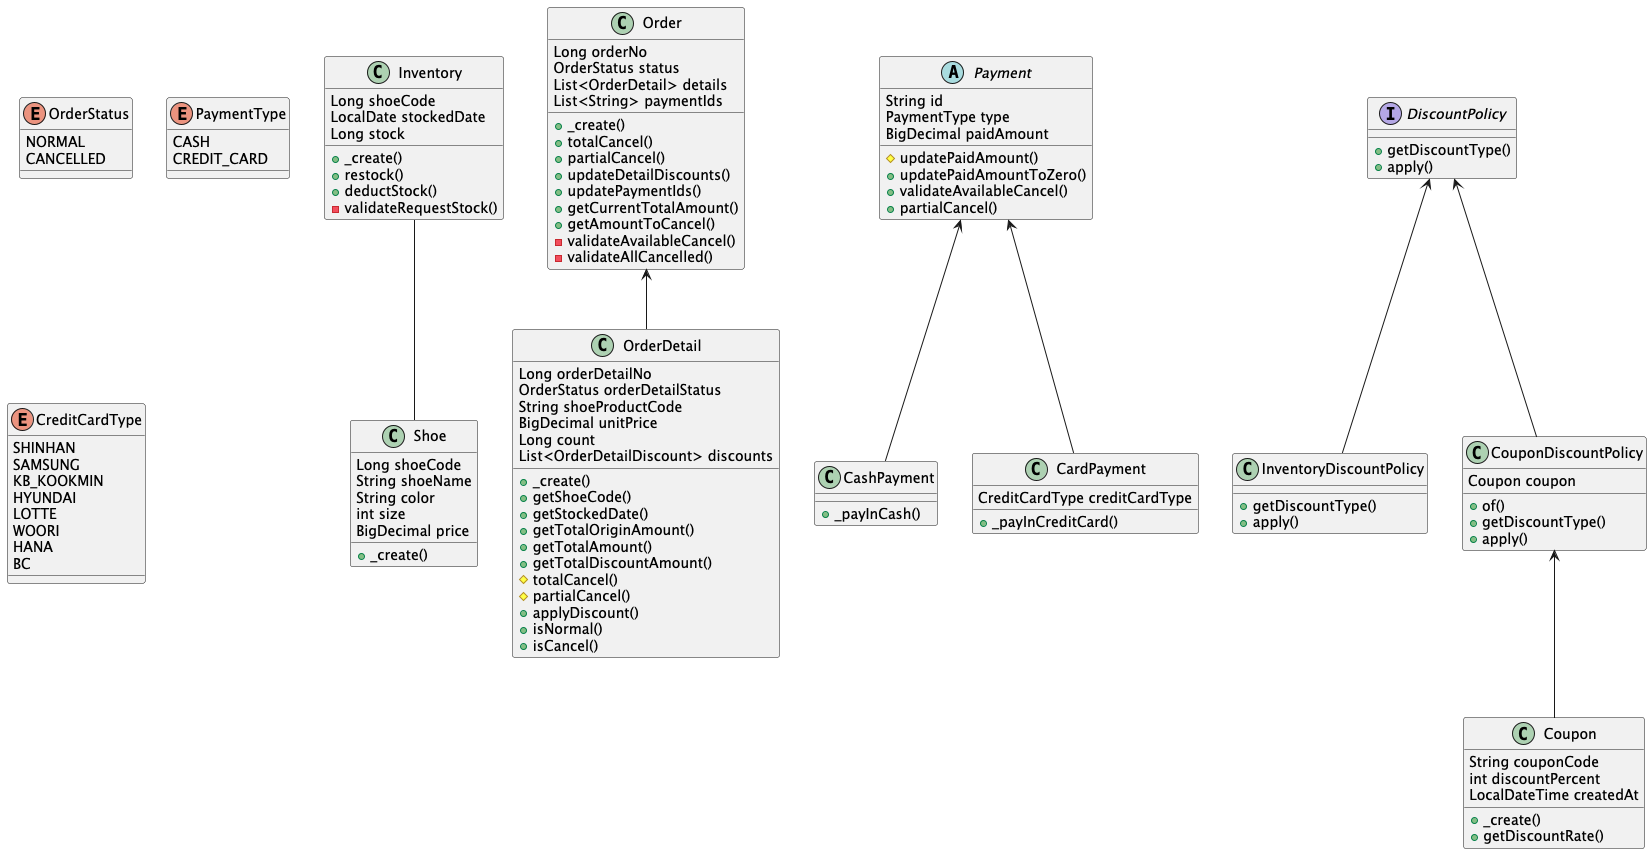 E OrderStatus
NORMAL
CANCELLED
E PaymentType
CASH
CREDIT_CARD
C Inventory
Long shoeCode
LocalDate stockedDate
Long stock
_create()
restock()
deductStock()
validateRequestStock()
C Order
Long orderNo
OrderStatus status
List<OrderDetail> details
List<String> paymentIds
_create()
totalCancel()
partialCancel()
updateDetailDiscounts()
updatePaymentIds()
getCurrentTotalAmount()
getAmountToCancel()
validateAvailableCancel()
validateAllCancelled()
A Payment
String id
PaymentType type
BigDecimal paidAmount
updatePaidAmount()
updatePaidAmountToZero()
validateAvailableCancel()
partialCancel()
I DiscountPolicy
getDiscountType()
apply()
E CreditCardType
SHINHAN
SAMSUNG
KB_KOOKMIN
HYUNDAI
LOTTE
WOORI
HANA
BC
C Shoe
Long shoeCode
String shoeName
String color
int size
BigDecimal price
_create()
C OrderDetail
Long orderDetailNo
OrderStatus orderDetailStatus
String shoeProductCode
BigDecimal unitPrice
Long count
List<OrderDetailDiscount> discounts
_create()
getShoeCode()
getStockedDate()
getTotalOriginAmount()
getTotalAmount()
getTotalDiscountAmount()
totalCancel()
partialCancel()
applyDiscount()
isNormal()
isCancel()
C CashPayment
_payInCash()
C CardPayment
CreditCardType creditCardType
_payInCreditCard()
C InventoryDiscountPolicy
getDiscountType()
apply()
C CouponDiscountPolicy
Coupon coupon
of()
getDiscountType()
apply()
C Coupon
String couponCode
int discountPercent
LocalDateTime createdAt
_create()
getDiscountRate()